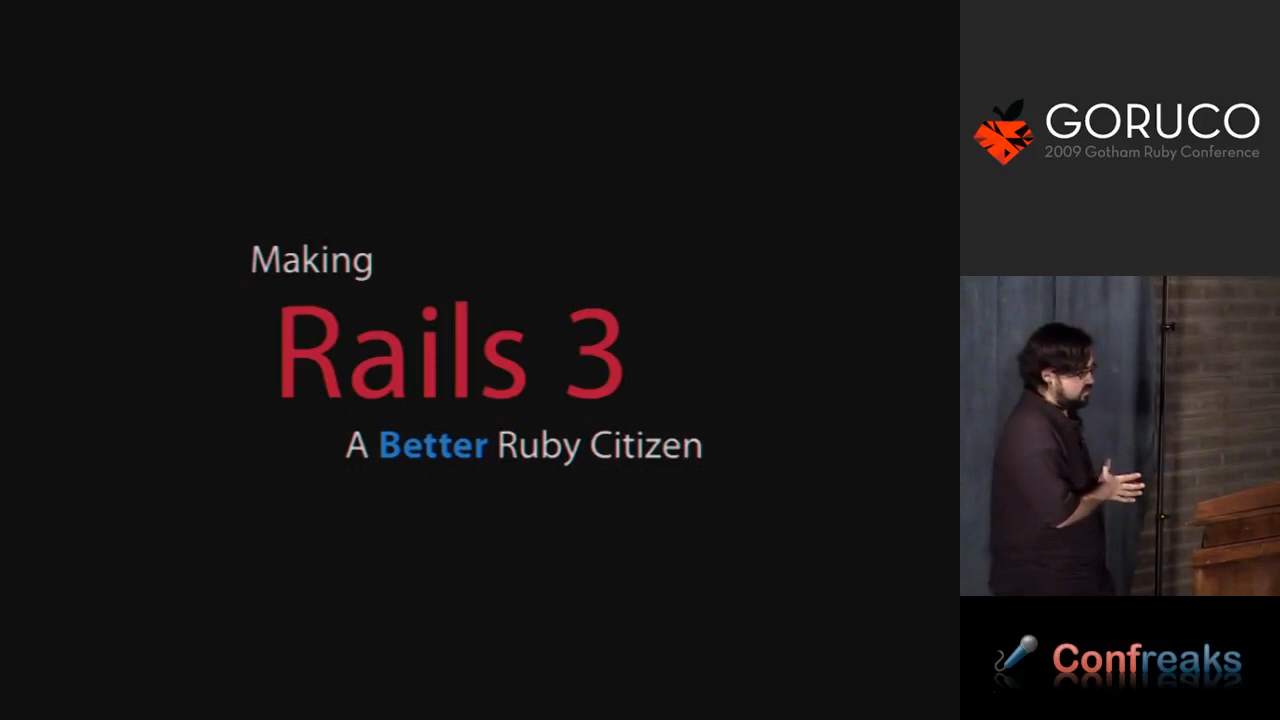 Making
Rails 3
A Better Ruby Citizen
GORUCO
2009 Gotham Ruby Conference
Confreaks